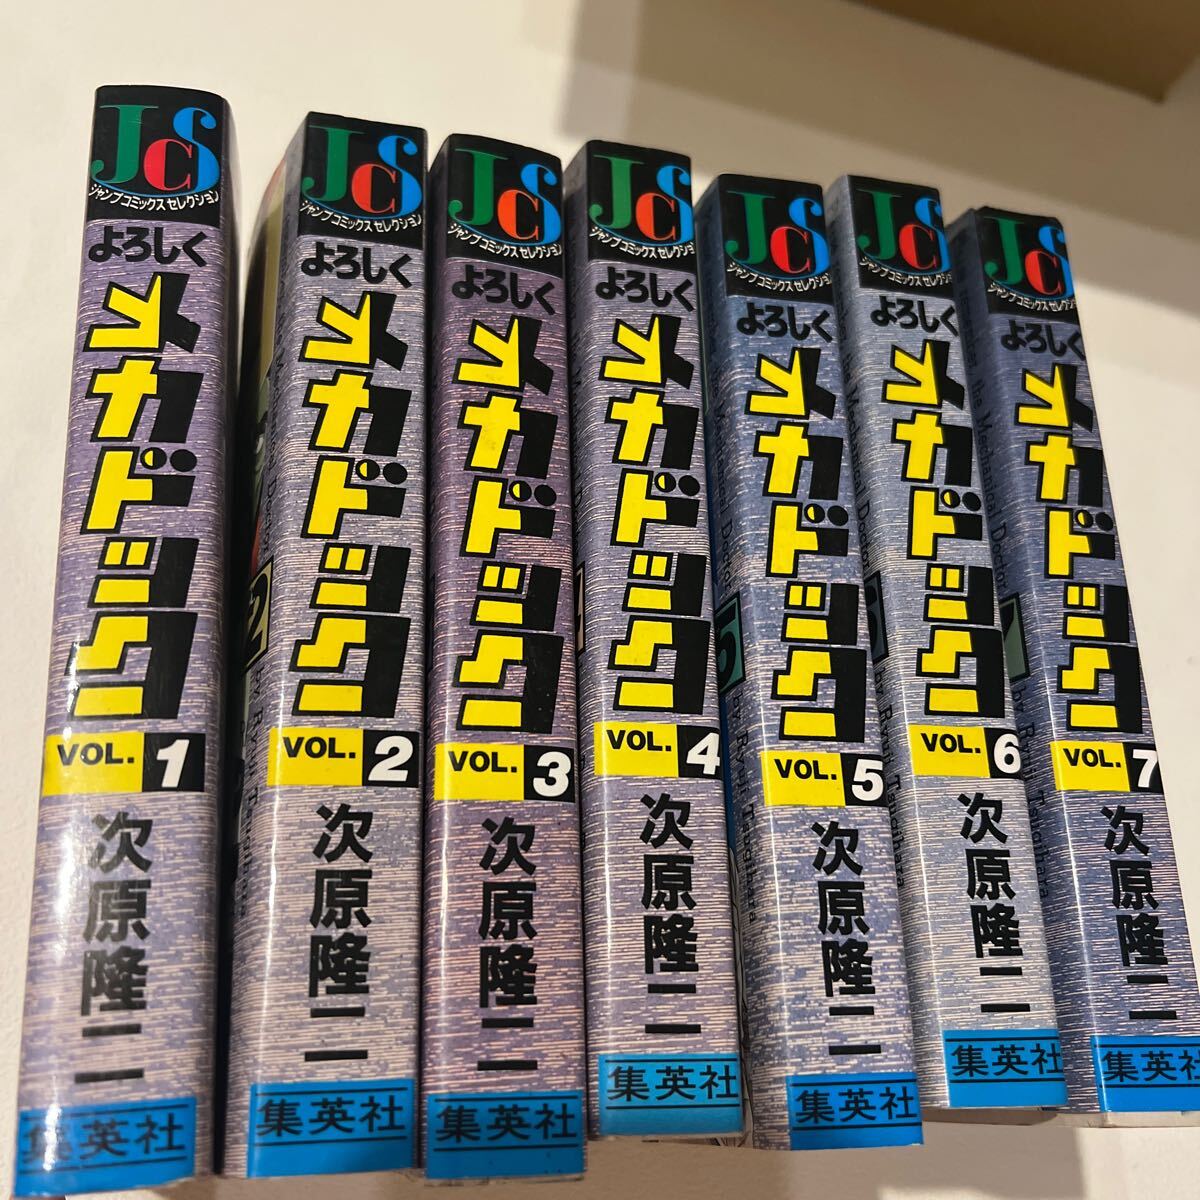 JCS
ジャンプコミックスセレクション
よろしく
メカドック
VOL. 1
次原隆二
集英社
JCS
ジャンプコミックスセレクション
よろしく
メカドック
VOL. 2
次原隆二
集英社
JCS
ジャンプコミックスセレクション
よろしく
メカドック
VOL. 3
次原隆二
集英社
JCS
ジャンプコミックスセレクション
よろしく
メカドック
VOL. 4
次原隆二
集英社
JCS
ジャンプコミックスセレクション
よろしく
メカドック
VOL. 5
次原隆二
集英社
JCS
ジャンプコミックスセレクション
よろしく
メカドック
VOL. 6
次原隆二
集英社
JCS
ジャンプコミックスセレクション
よろしく
メカドック
VOL. 7
次原隆二
集英社